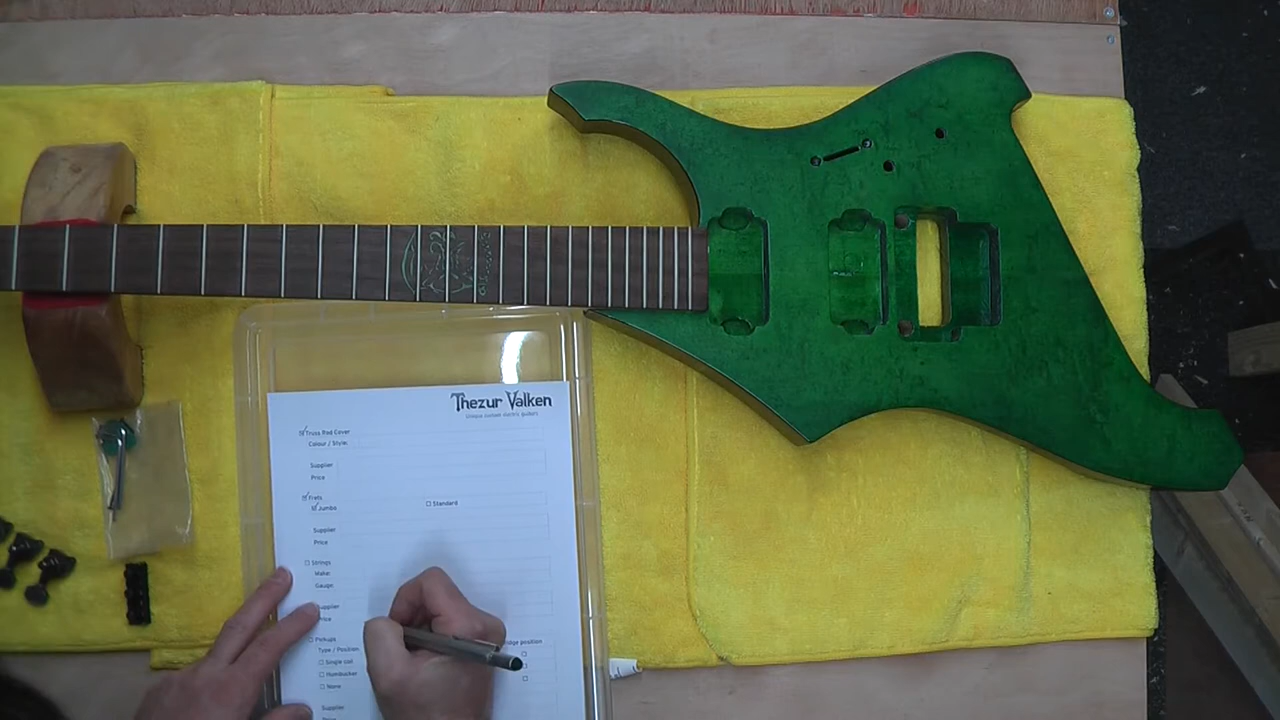 Thezur Valken
Unique custom electric guitars
Truss Rod Cover
Colour / Style:
Supplier
Price
Frets
Jumbo
Standard
Supplier
Price
Strings
Make:
Gauge:
Supplier
Price
Pickups
Type / Position
Single coil
Humbucker
None
position
Supplier